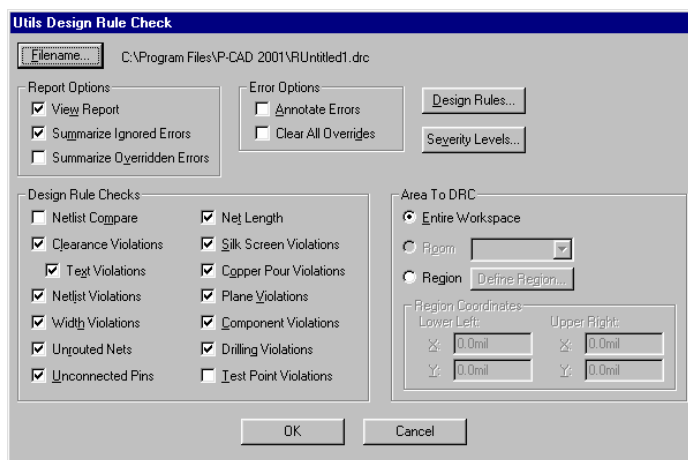 Utils Design Rule Check
Filename... C:\Program Files\P-CAD 2001\RUntitled1.drc
Report Options
View Report
Summarize Ignored Errors
Summarize Overridden Errors
Error Options
Annotate Errors
Clear All Overrides
Design Rules...
Severity Levels...
Design Rule Checks
Netlist Compare
Clearance Violations
Text Violations
Netlist Violations
Width Violations
Unrouted Nets
Unconnected Pins
Net Length
Silk Screen Violations
Copper Pour Violations
Plane Violations
Component Violations
Drilling Violations
Test Point Violations
Area To DRC
Entire Workspace
Room
Region Define Region...
Region Coordinates
Lower Left: Upper Right:
X: 0.0mil X: 0.0mil
Y: 0.0mil Y: 0.0mil
OK Cancel